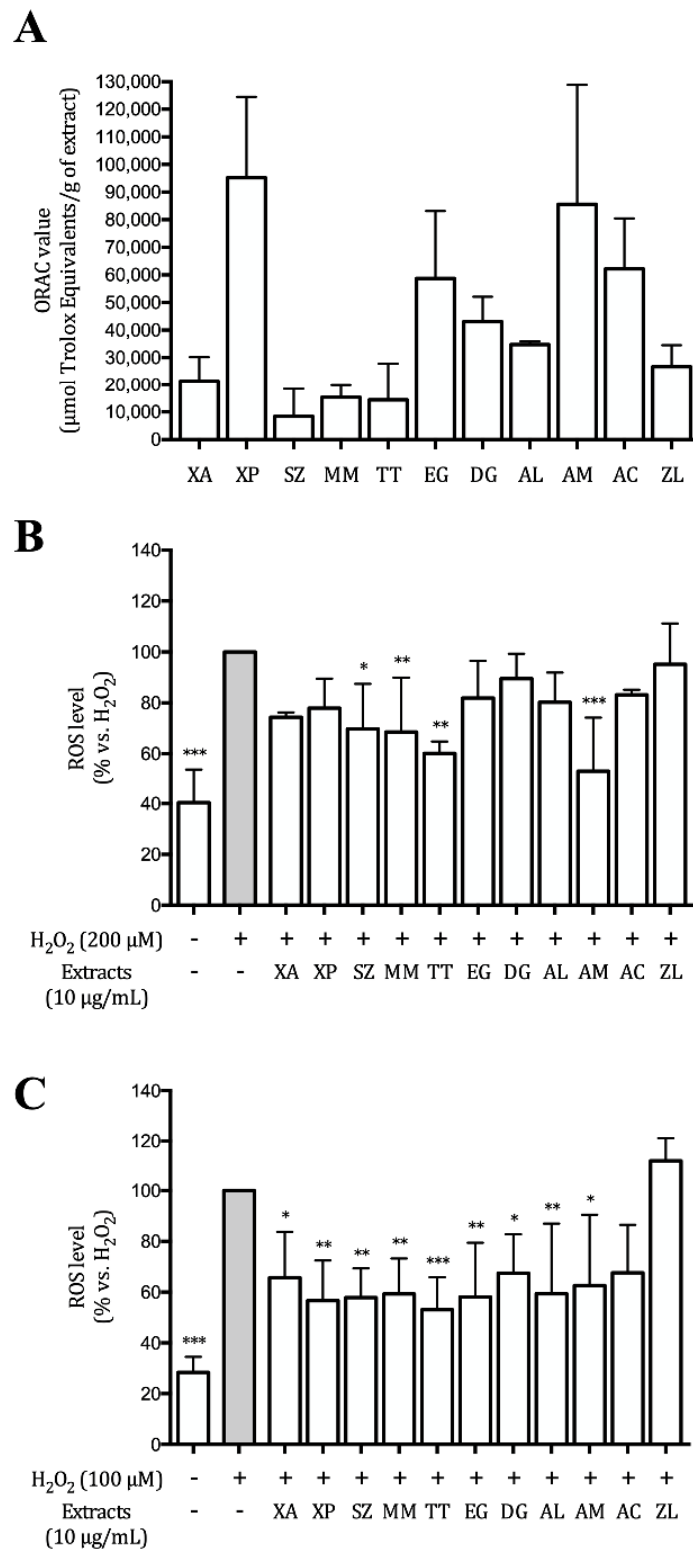 A
ORAC value
(µmol Trolox Equivalents/g of extract)
130,000
120,000
110,000
100,000
90,000
80,000
70,000
60,000
50,000
40,000
30,000
20,000
10,000
0
XA XP SZ MM TT EG DG AL AM AC ZL
B
ROS level
(% vs. H₂O₂)
140
120
100
80
60
40
20
0
*** * ** ** ***
H₂O₂ (200 µM) - + + + + + + + + + + + +
Extracts - - XA XP SZ MM TT EG DG AL AM AC ZL
(10 µg/mL)
C
ROS level
(% vs. H₂O₂)
140
120
100
80
60
40
20
0
*** * ** ** ** *** ** * ** *
H₂O₂ (100 µM) - + + + + + + + + + + + +
Extracts - - XA XP SZ MM TT EG DG AL AM AC ZL
(10 µg/mL)